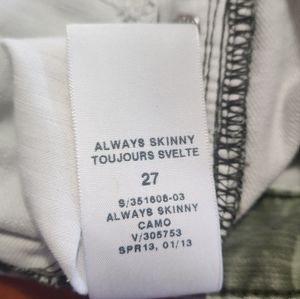 ALWAYS SKINNY
TOUJOURS SVELTE
27
S/351608-03
ALWAYS SKINNY
CAMO
V/305753
SPR13, 01/13